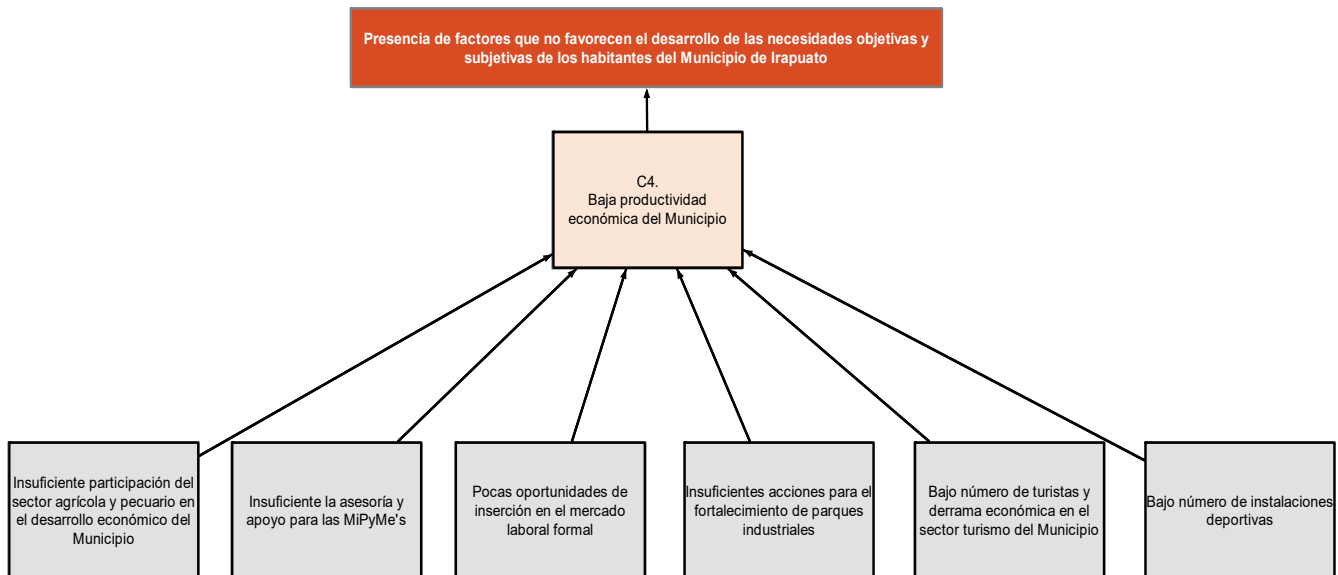 Presencia de factores que no favorecen el desarrollo de las necesidades objetivas y
subjetivas de los habitantes del Municipio de Irapuato
C4.
Baja productividad
económica del Municipio
Insuficiente participación del
sector agrícola y pecuario en
el desarrollo económico del
Municipio
Insuficiente la asesoría y
apoyo para las MiPyMe's
Pocas oportunidades de
inserción en el mercado
laboral formal
Insuficientes acciones para el
fortalecimiento de parques
industriales
Bajo número de turistas y
derrama económica en el
sector turismo del Municipio
Bajo número de instalaciones
deportivas